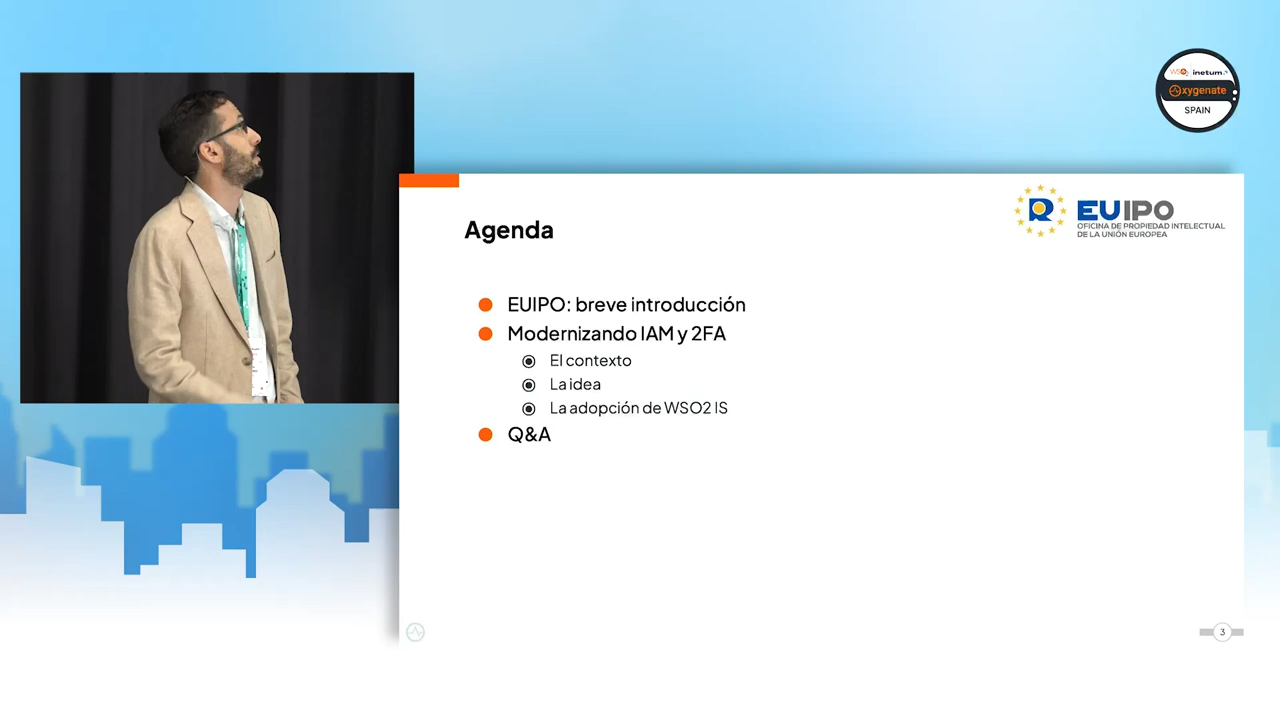 WSO2 inetum.
Oxygenate
SPAIN
EUIPO
OFICINA DE PROPIEDAD INTELECTUAL
DE LA UNIÓN EUROPEA
Agenda
EUIPO: breve introducción
Modernizando IAM y 2FA
El contexto
La idea
La adopción de WSO2 IS
Q&A
3